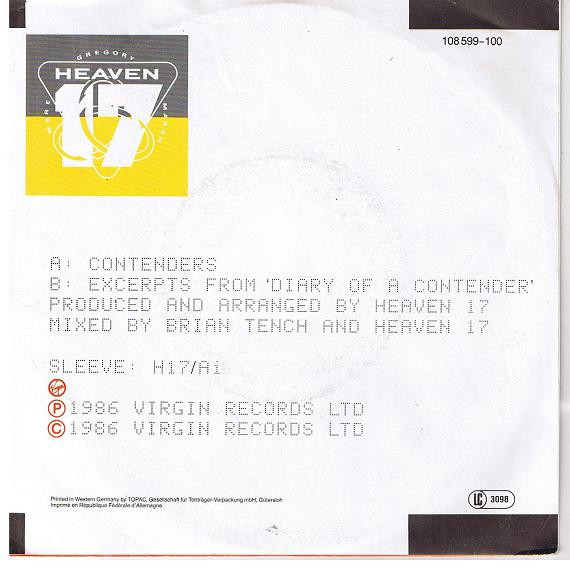 108 599-100
GREGORY
HEAVEN
17
WARE
MARSH
A: CONTENDERS
B: EXCERPTS FROM 'DIARY OF A CONTENDER'
PRODUCED AND ARRANGED BY HEAVEN 17
MIXED BY BRIAN TENCH AND HEAVEN 17
SLEEVE: H17/Ai
Virgin
Ⓟ1986 VIRGIN RECORDS LTD
©1986 VIRGIN RECORDS LTD
Printed in Western Germany by TOPAC, Gesellschaft für Tonträger-Verpackung mbH, Gütersloh
Imprimé en République Fédérale d'Allemagne.
LC 3098